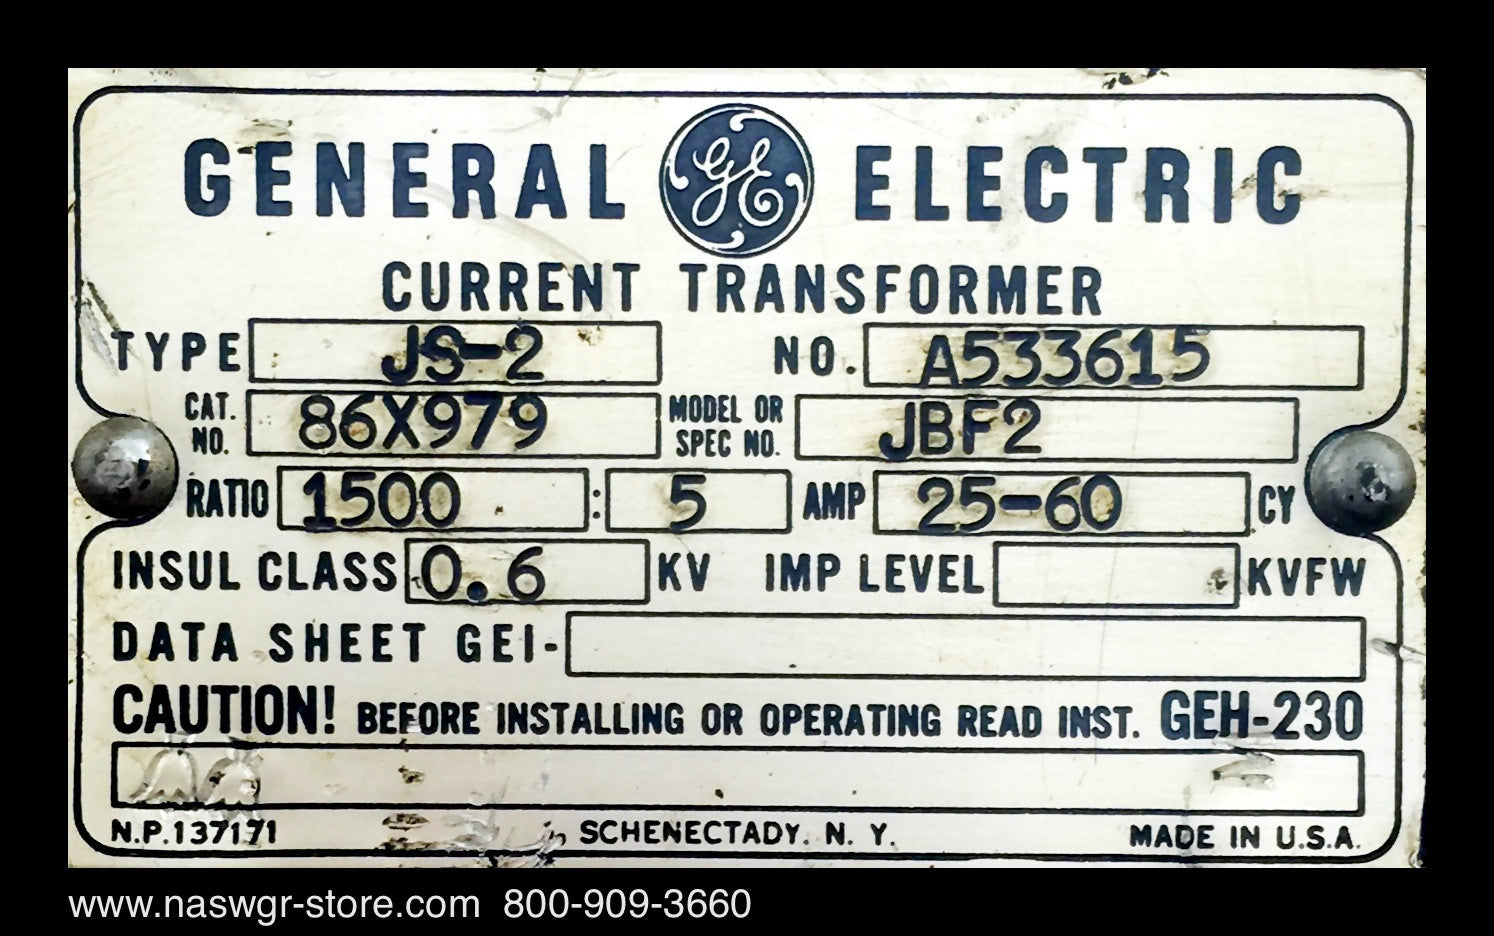 GENERAL GE ELECTRIC
CURRENT TRANSFORMER
TYPE JS-2 NO. A533615
CAT. NO. 86X979 MODEL OR SPEC NO. JBF2
RATIO 1500 : 5 AMP 25-60 CY
INSUL CLASS 0.6 KV IMP LEVEL KVFW
DATA SHEET GEI-
CAUTION! BEFORE INSTALLING OR OPERATING READ INST. GEH-230
N.P.137171 SCHENECTADY, N. Y. MADE IN U.S.A.
www.naswgr-store.com 800-909-3660